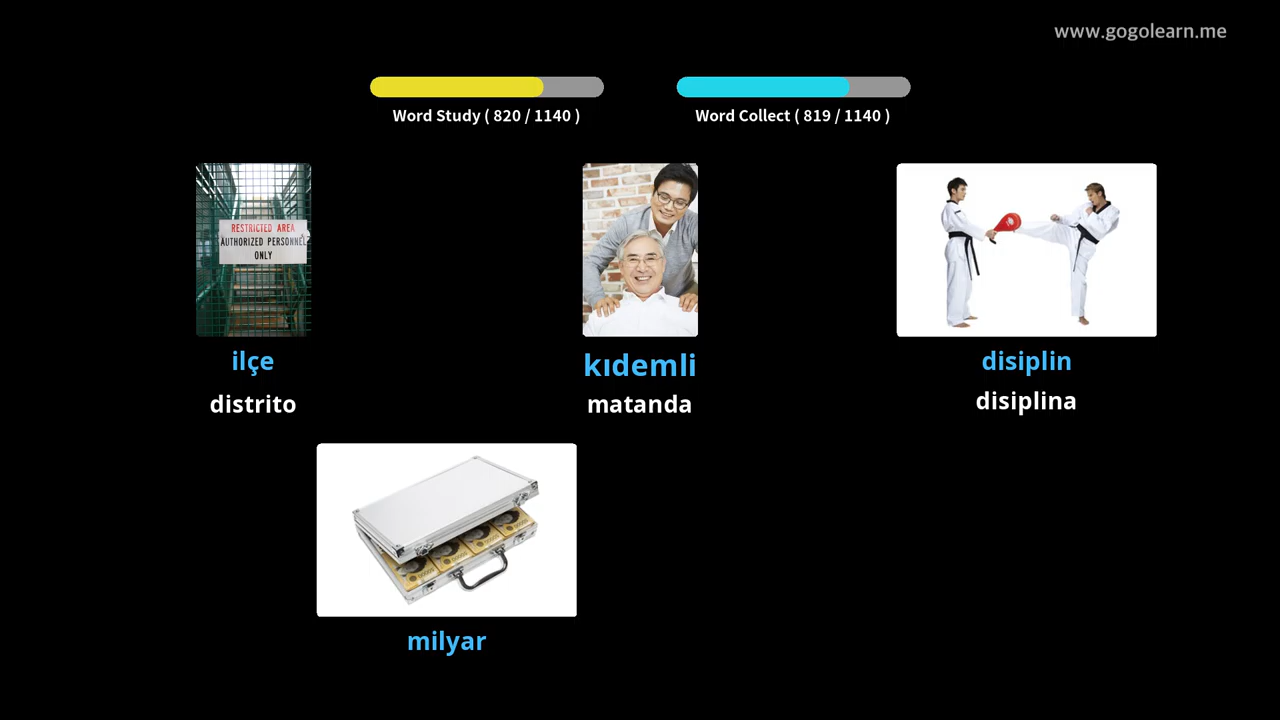 www.gogolearn.me
Word Study ( 820 / 1140 )
Word Collect ( 819 / 1140 )
RESTRICTED AREA
AUTHORIZED PERSONNEL
ONLY
ilçe
distrito
kıdemli
matanda
disiplin
disiplina
milyar